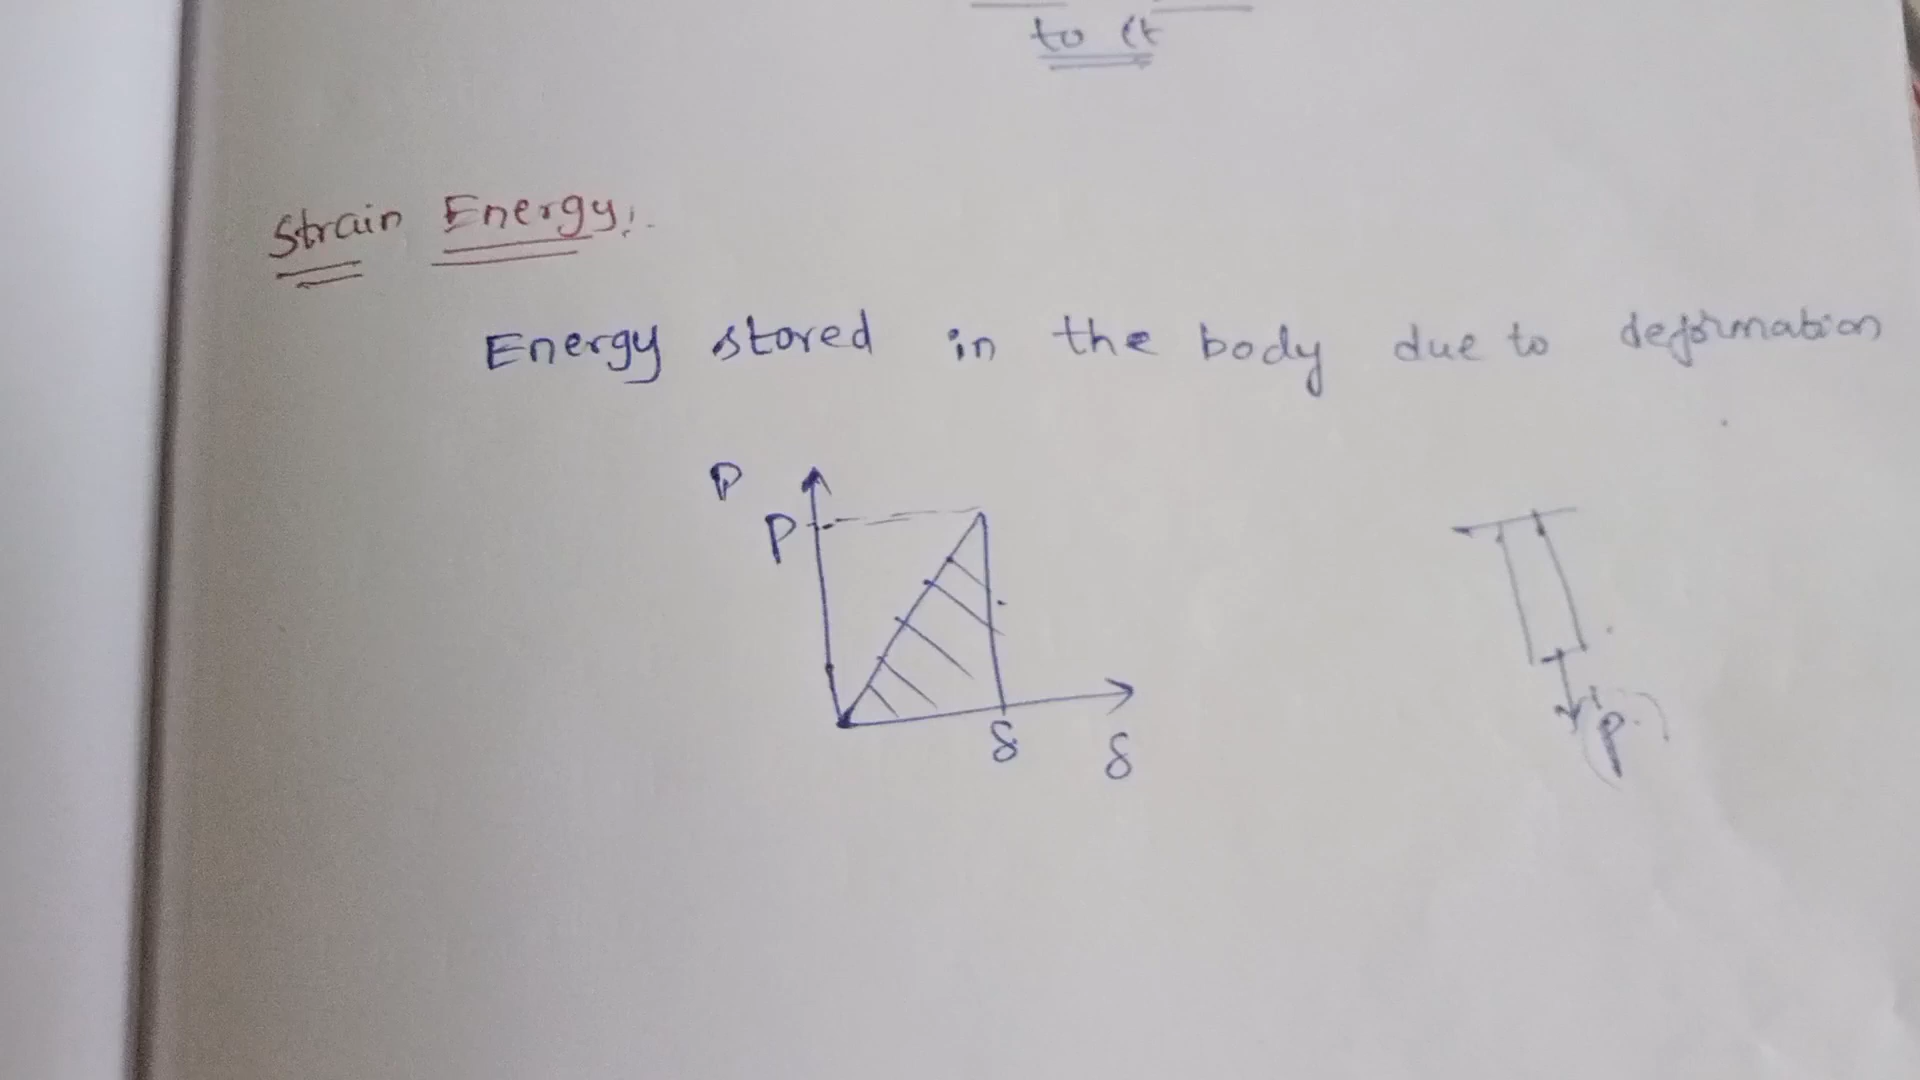 to it
Strain Energy:-
Energy stored in the body due to deformation
P
P
δ
δ
P